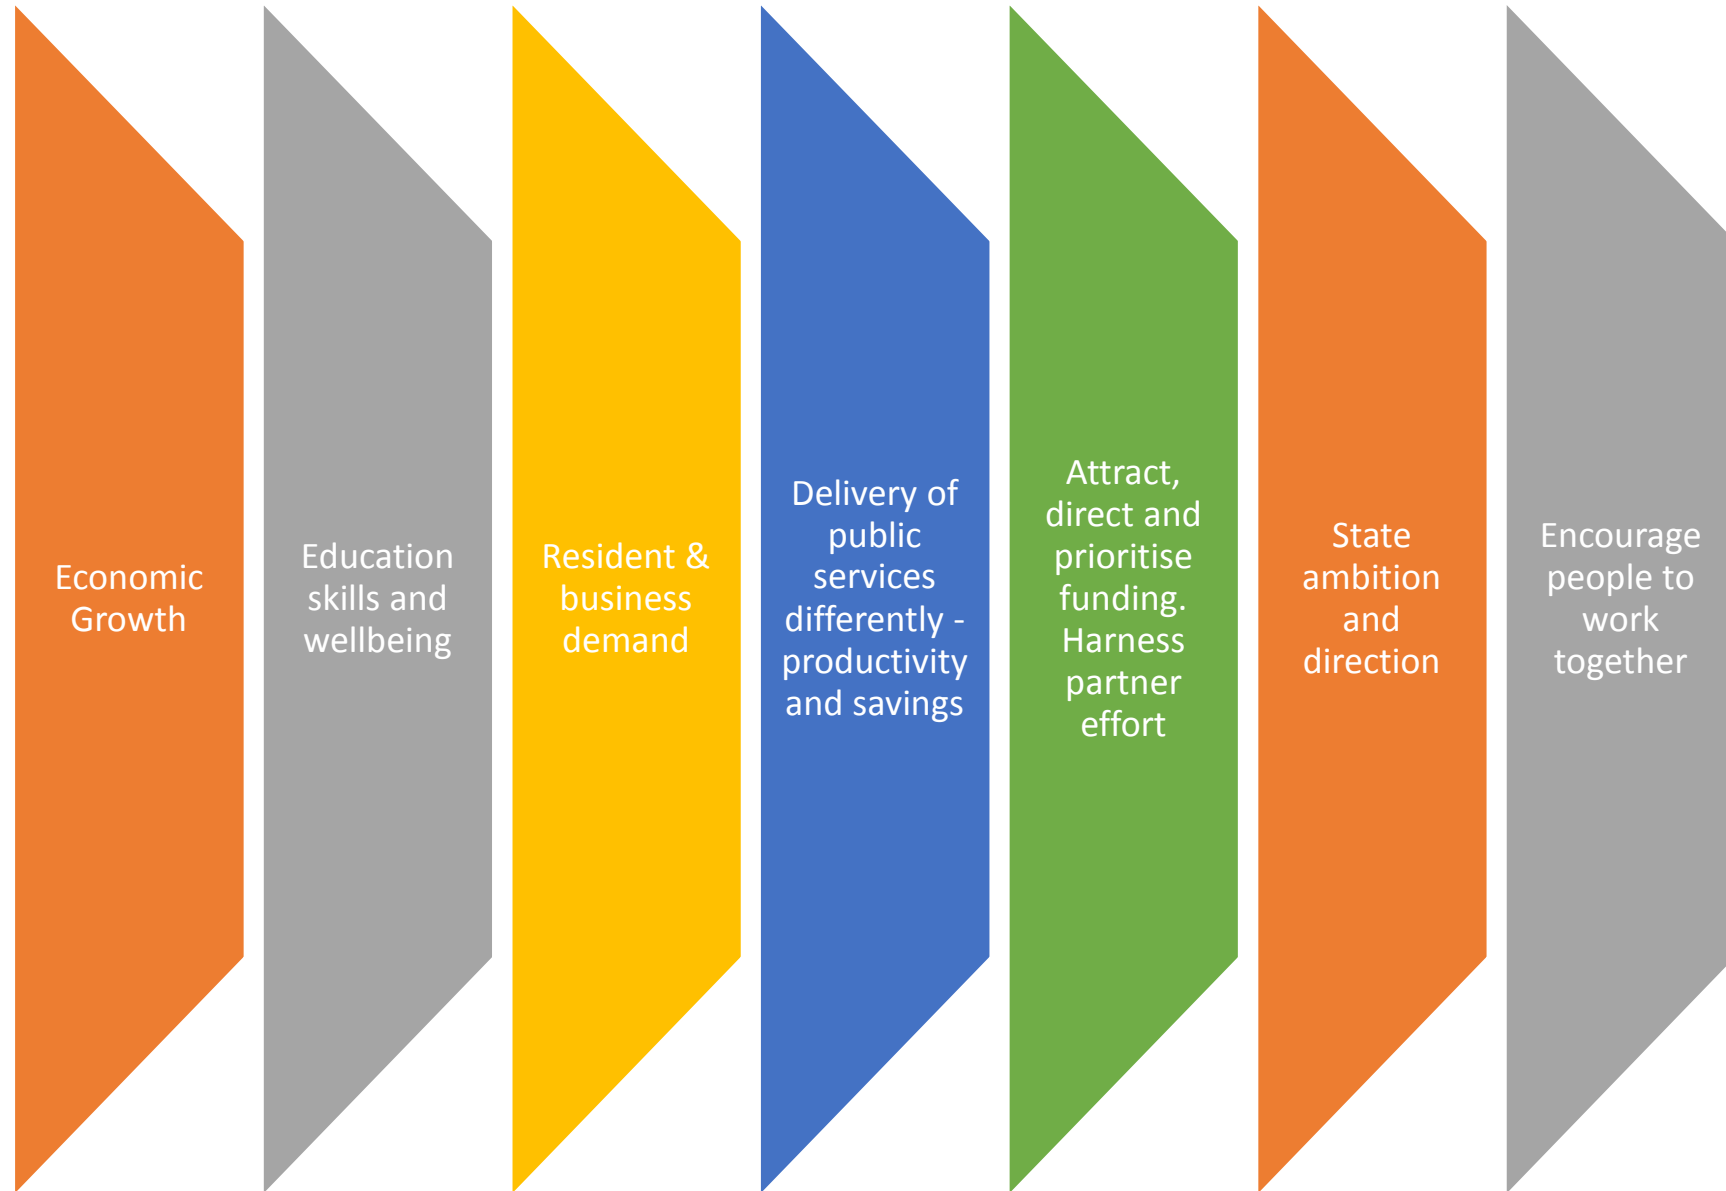 Economic
Growth
Education
skills and
wellbeing
Resident &
business
demand
Delivery of
public
services
differently -
productivity
and savings
Attract,
direct and
prioritise
funding.
Harness
partner
effort
State
ambition
and
direction
Encourage
people to
work
together